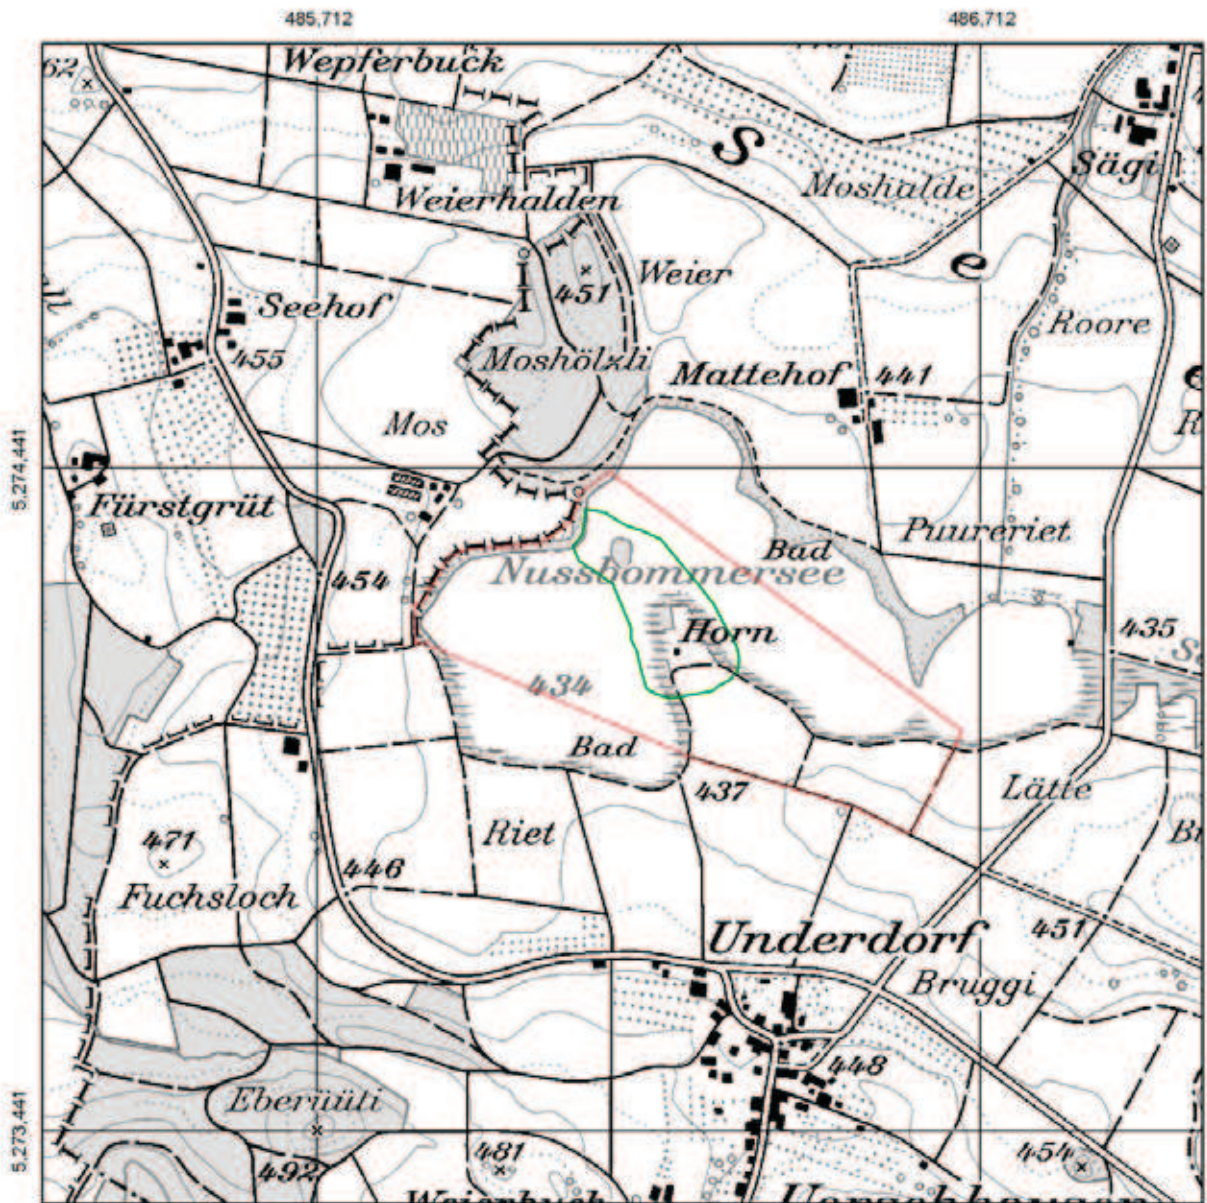 485,712
486,712
62
Wepferbuck
S
Sägi
Moshalde
Weierhalden
Weier
e
451
Seehof
Roore
455
Moshölzli
Mattehof
441
Mos
5,274,441
Fürstgrüt
Puureriet
Bad
454
Nussbommersee
Horn
435
434
Bad
437
Lätte
Riet
471
446
Fuchsloch
Underdorf
451
Bruggi
448
5,273,441
481
454
492